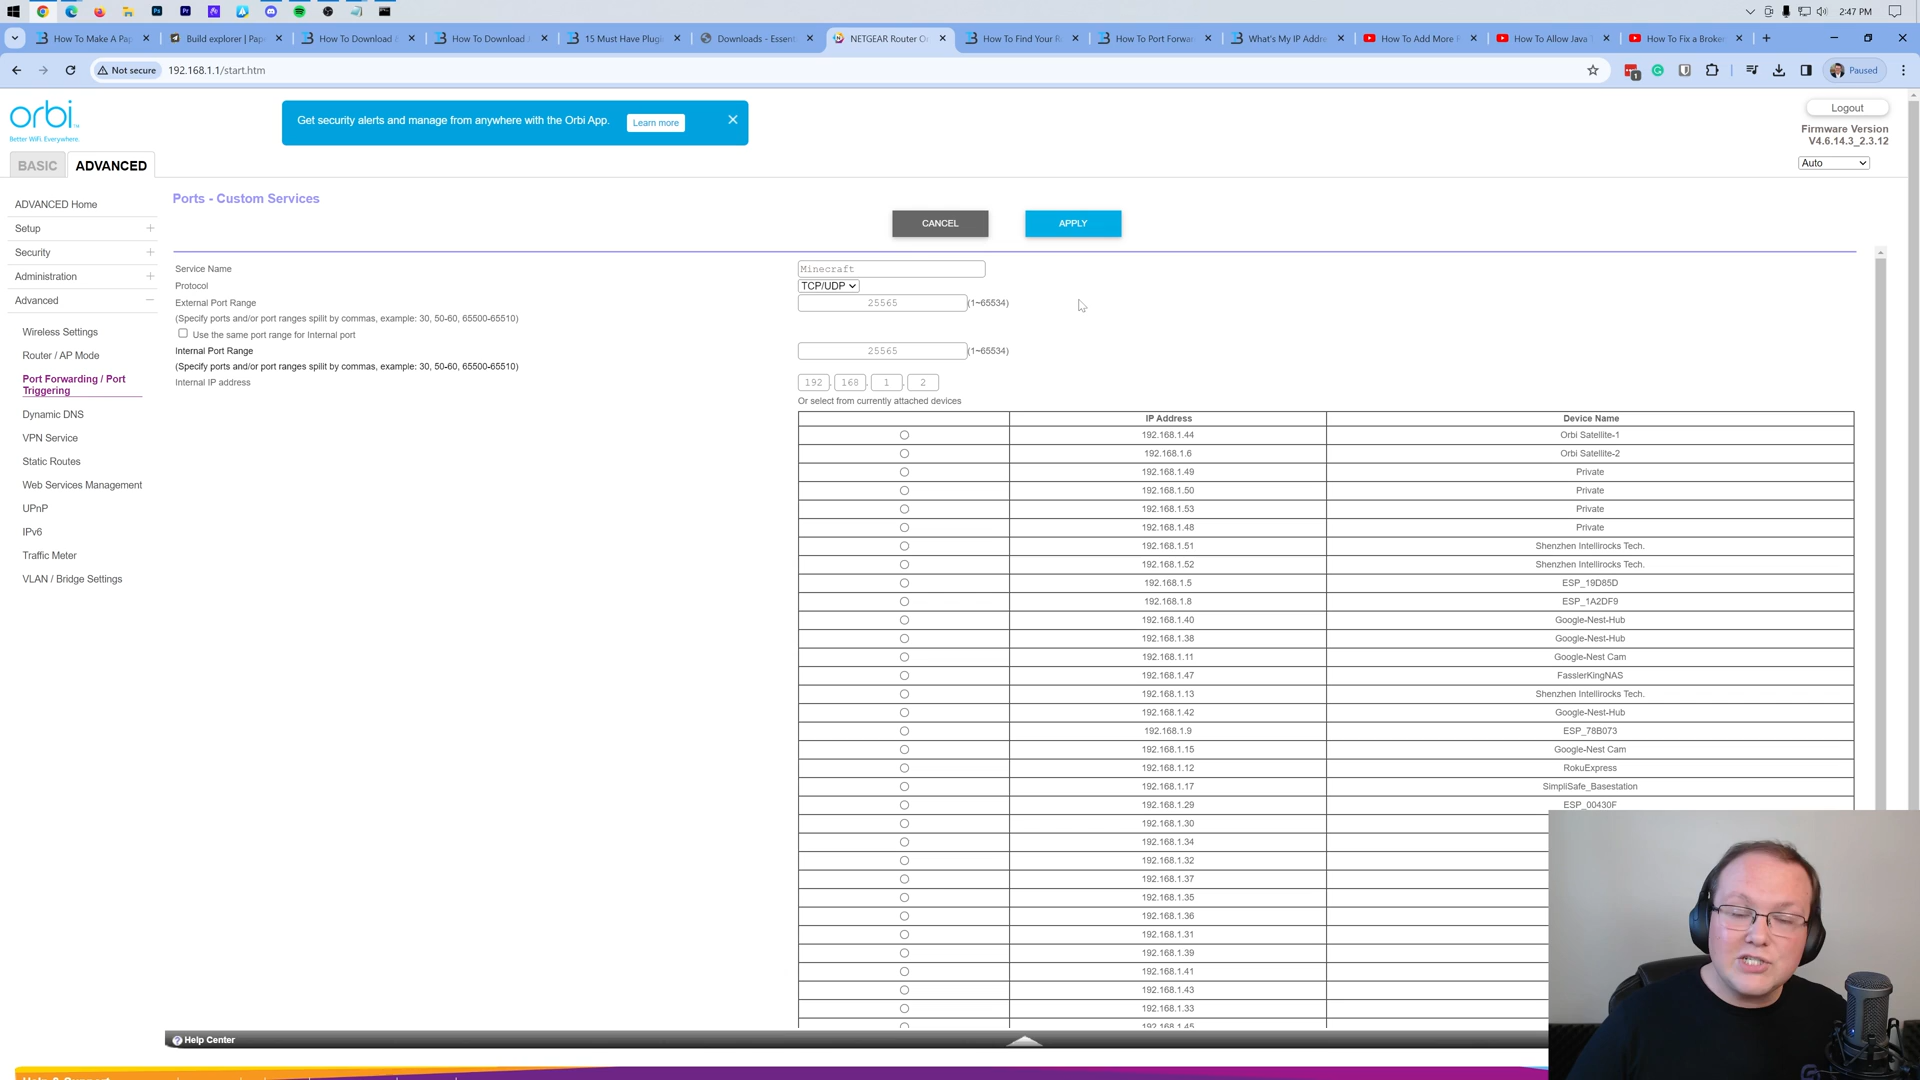 2:47 PM
How To Make A Pap
Build explorer | Pape
How To Download
How To Download
15 Must Have Plugi
Downloads - Essent
NETGEAR Router O
How To Find Your R
How To Port Forwa
What's My IP Addre
How To Add More
How To Allow Java
How To Fix a Broke
Not secure
192.168.1.1/start.htm
Paused
orbi
Better WiFi. Everywhere.
Get security alerts and manage from anywhere with the Orbi App.
Learn more
Logout
Firmware Version
V4.6.14.3_2.3.12
Auto
BASIC
ADVANCED
ADVANCED Home
Setup
Security
Administration
Advanced
Wireless Settings
Router / AP Mode
Port Forwarding / Port
Triggering
Dynamic DNS
VPN Service
Static Routes
Web Services Management
UPnP
IPv6
Traffic Meter
VLAN / Bridge Settings
Ports - Custom Services
CANCEL
APPLY
Service Name
Minecraft
Protocol
TCP/UDP
External Port Range
25565
(1~65534)
(Specify ports and/or port ranges spilit by commas, example: 30, 50-60, 65500-65510)
Use the same port range for Internal port
Internal Port Range
25565
(1~65534)
(Specify ports and/or port ranges spilit by commas, example: 30, 50-60, 65500-65510)
Internal IP address
192 . 168 . 1 . 2
Or select from currently attached devices
IP Address Device Name
192.168.1.44 Orbi Satellite-1
192.168.1.6 Orbi Satellite-2
192.168.1.49 Private
192.168.1.50 Private
192.168.1.53 Private
192.168.1.48 Private
192.168.1.51 Shenzhen Intellirocks Tech.
192.168.1.52 Shenzhen Intellirocks Tech.
192.168.1.5 ESP_19D85D
192.168.1.8 ESP_1A2DF9
192.168.1.40 Google-Nest-Hub
192.168.1.38 Google-Nest-Hub
192.168.1.11 Google-Nest Cam
192.168.1.47 FasslerKingNAS
192.168.1.13 Shenzhen Intellirocks Tech.
192.168.1.42 Google-Nest-Hub
192.168.1.9 ESP_78B073
192.168.1.15 Google-Nest Cam
192.168.1.12 RokuExpress
192.168.1.17 SimpliSafe_Basestation
192.168.1.29 ESP_00430F
192.168.1.30
192.168.1.34
192.168.1.32
192.168.1.37
192.168.1.35
192.168.1.36
192.168.1.31
192.168.1.39
192.168.1.41
192.168.1.43
192.168.1.33
192.168.1.45
Help Center